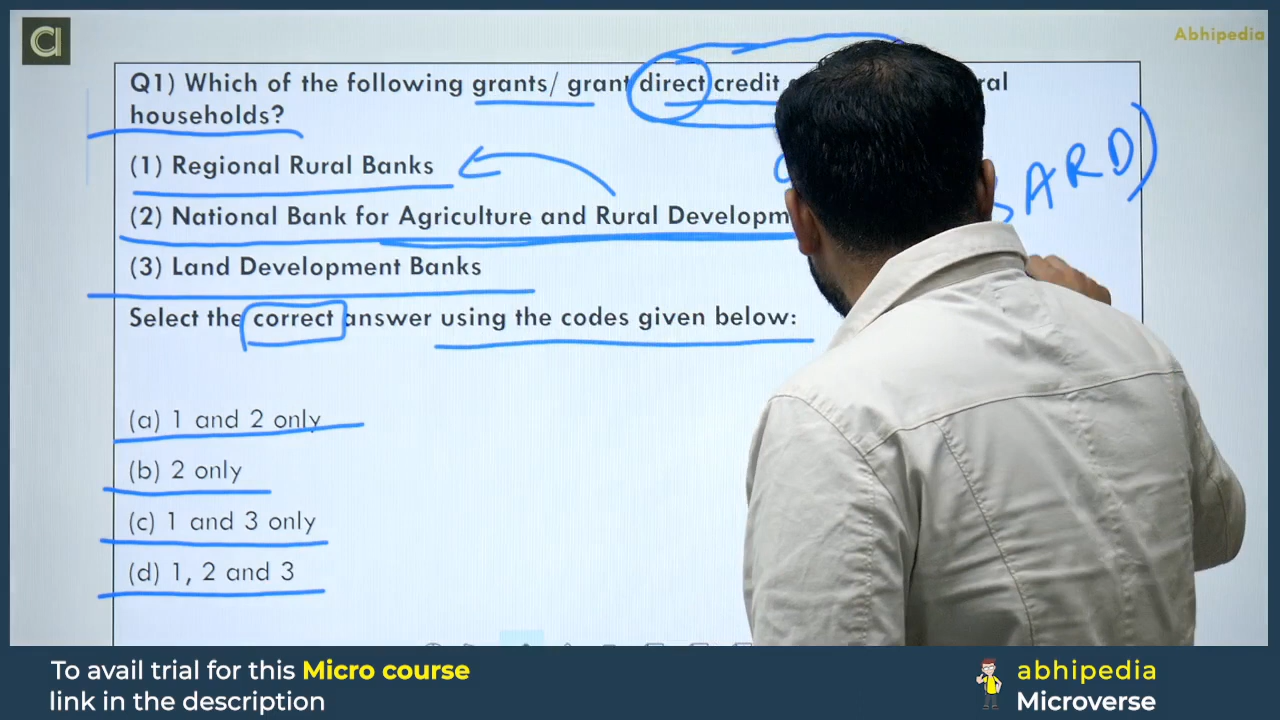 Abhipedia
Q1) Which of the following grants/ grant direct credit
households?
(1) Regional Rural Banks
(2) National Bank for Agriculture and Rural
(3) Land Development Banks
Select the correct answer using the codes given below:
(a) 1 and 2 only
(b) 2 only
(c) 1 and 3 only
(d) 1, 2 and 3
To avail trial for this Micro course
link in the description
abhipedia
Microverse